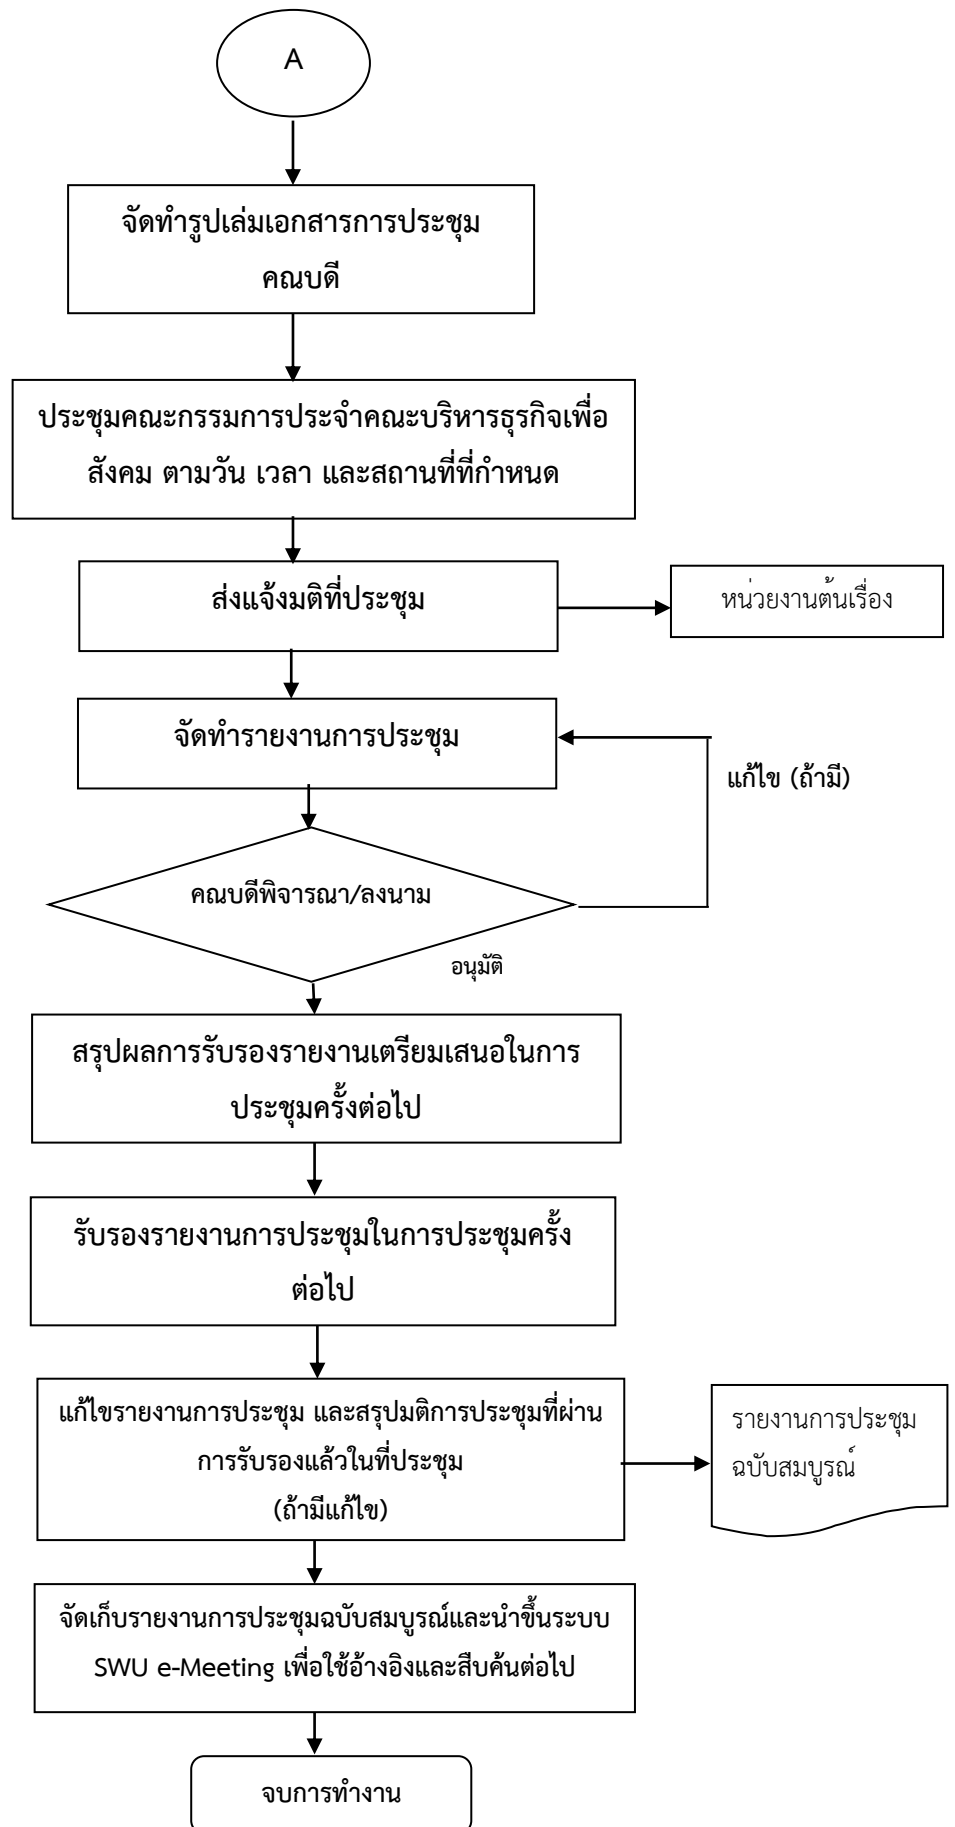 A
จัดทำรูปเล่มเอกสารการประชุม
คณบดี
ประชุมคณะกรรมการประจำคณะบริหารธุรกิจเพื่อ
สังคม ตามวัน เวลา และสถานที่ที่กำหนด
ส่งแจ้งมติที่ประชุม
หน่วยงานต้นเรื่อง
จัดทำรายงานการประชุม
แก้ไข (ถ้ามี)
คณบดีพิจารณา/ลงนาม
อนุมัติ
สรุปผลการรับรองรายงานเตรียมเสนอในการ
ประชุมครั้งต่อไป
รับรองรายงานการประชุมในการประชุมครั้ง
ต่อไป
แก้ไขรายงานการประชุม และสรุปมติการประชุมที่ผ่าน
การรับรองแล้วในที่ประชุม
(ถ้ามีแก้ไข)
รายงานการประชุม
ฉบับสมบูรณ์
จัดเก็บรายงานการประชุมฉบับสมบูรณ์และนำขึ้นระบบ
SWU e-Meeting เพื่อใช้อ้างอิงและสืบค้นต่อไป
จบการทำงาน